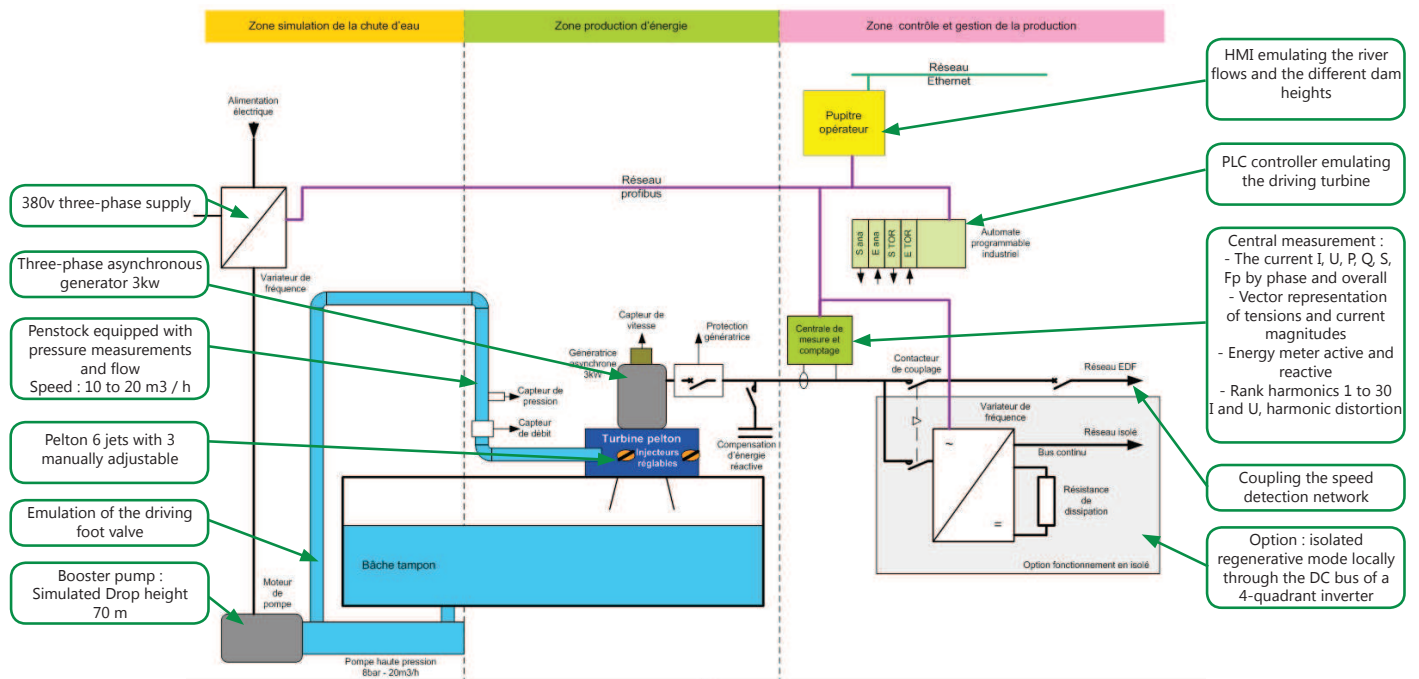 Zone simulation de la chute d'eau
Zone production d'énergie
Zone contrôle et gestion de la production
Réseau
Ethernet
HMI emulating the river
flows and the different dam
heights
Alimentation
électrique
Pupitre
opérateur
PLC controller emulating
the driving turbine
380v three-phase supply
Réseau
profibus
S ana
E ana
S TOR
E TOR
Automate
programmable
industriel
Central measurement :
- The current I, U, P, Q, S,
Fp by phase and overall
- Vector representation
of tensions and current
magnitudes
- Energy meter active and
reactive
- Rank harmonics 1 to 30
I and U, harmonic distortion
Three-phase asynchronous
generator 3kw
Variateur de
fréquence
Penstock equipped with
pressure measurements
and flow
Speed : 10 to 20 m3 / h
Capteur de
vitesse
Protection
génératrice
Centrale de
mesure et
comptage
Génératrice
asynchrone
3kW
Contacteur
de couplage
Réseau EDF
Capteur de
pression
Capteur
de débit
Variateur de
fréquence
Réseau isolé
Bus continu
Pelton 6 jets with 3
manually adjustable
Turbine pelton
Injecteurs
réglables
Compensation
d'énergie
réactive
~
=
Résistance
de
dissipation
Coupling the speed
detection network
Emulation of the driving
foot valve
Bâche tampon
Option fonctionnement en isolé
Option : isolated
regenerative mode locally
through the DC bus of a
4-quadrant inverter
Booster pump :
Simulated Drop height
70 m
Moteur
de
pompe
Pompe haute pression
8bar - 20m3/h